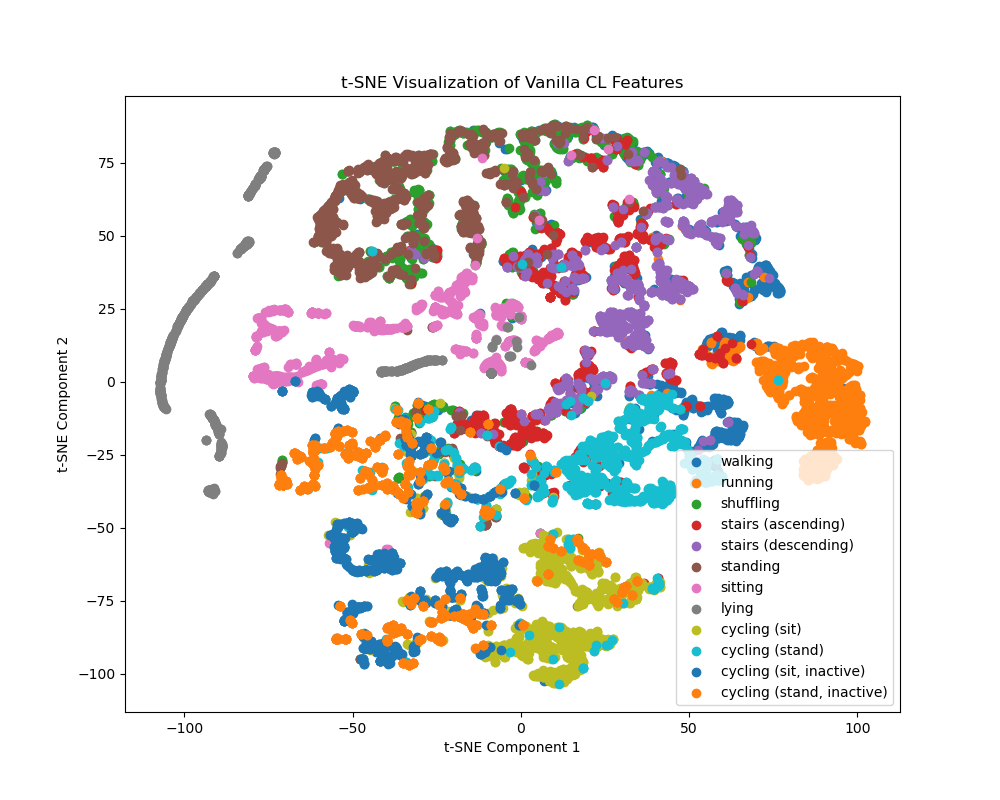 t-SNE Visualization of Vanilla CL Features
t-SNE Component 2
75
50
25
0
−25
−50
−75
−100
−100
−50
0
50
100
t-SNE Component 1
walking
running
shuffling
stairs (ascending)
stairs (descending)
standing
sitting
lying
cycling (sit)
cycling (stand)
cycling (sit, inactive)
cycling (stand, inactive)